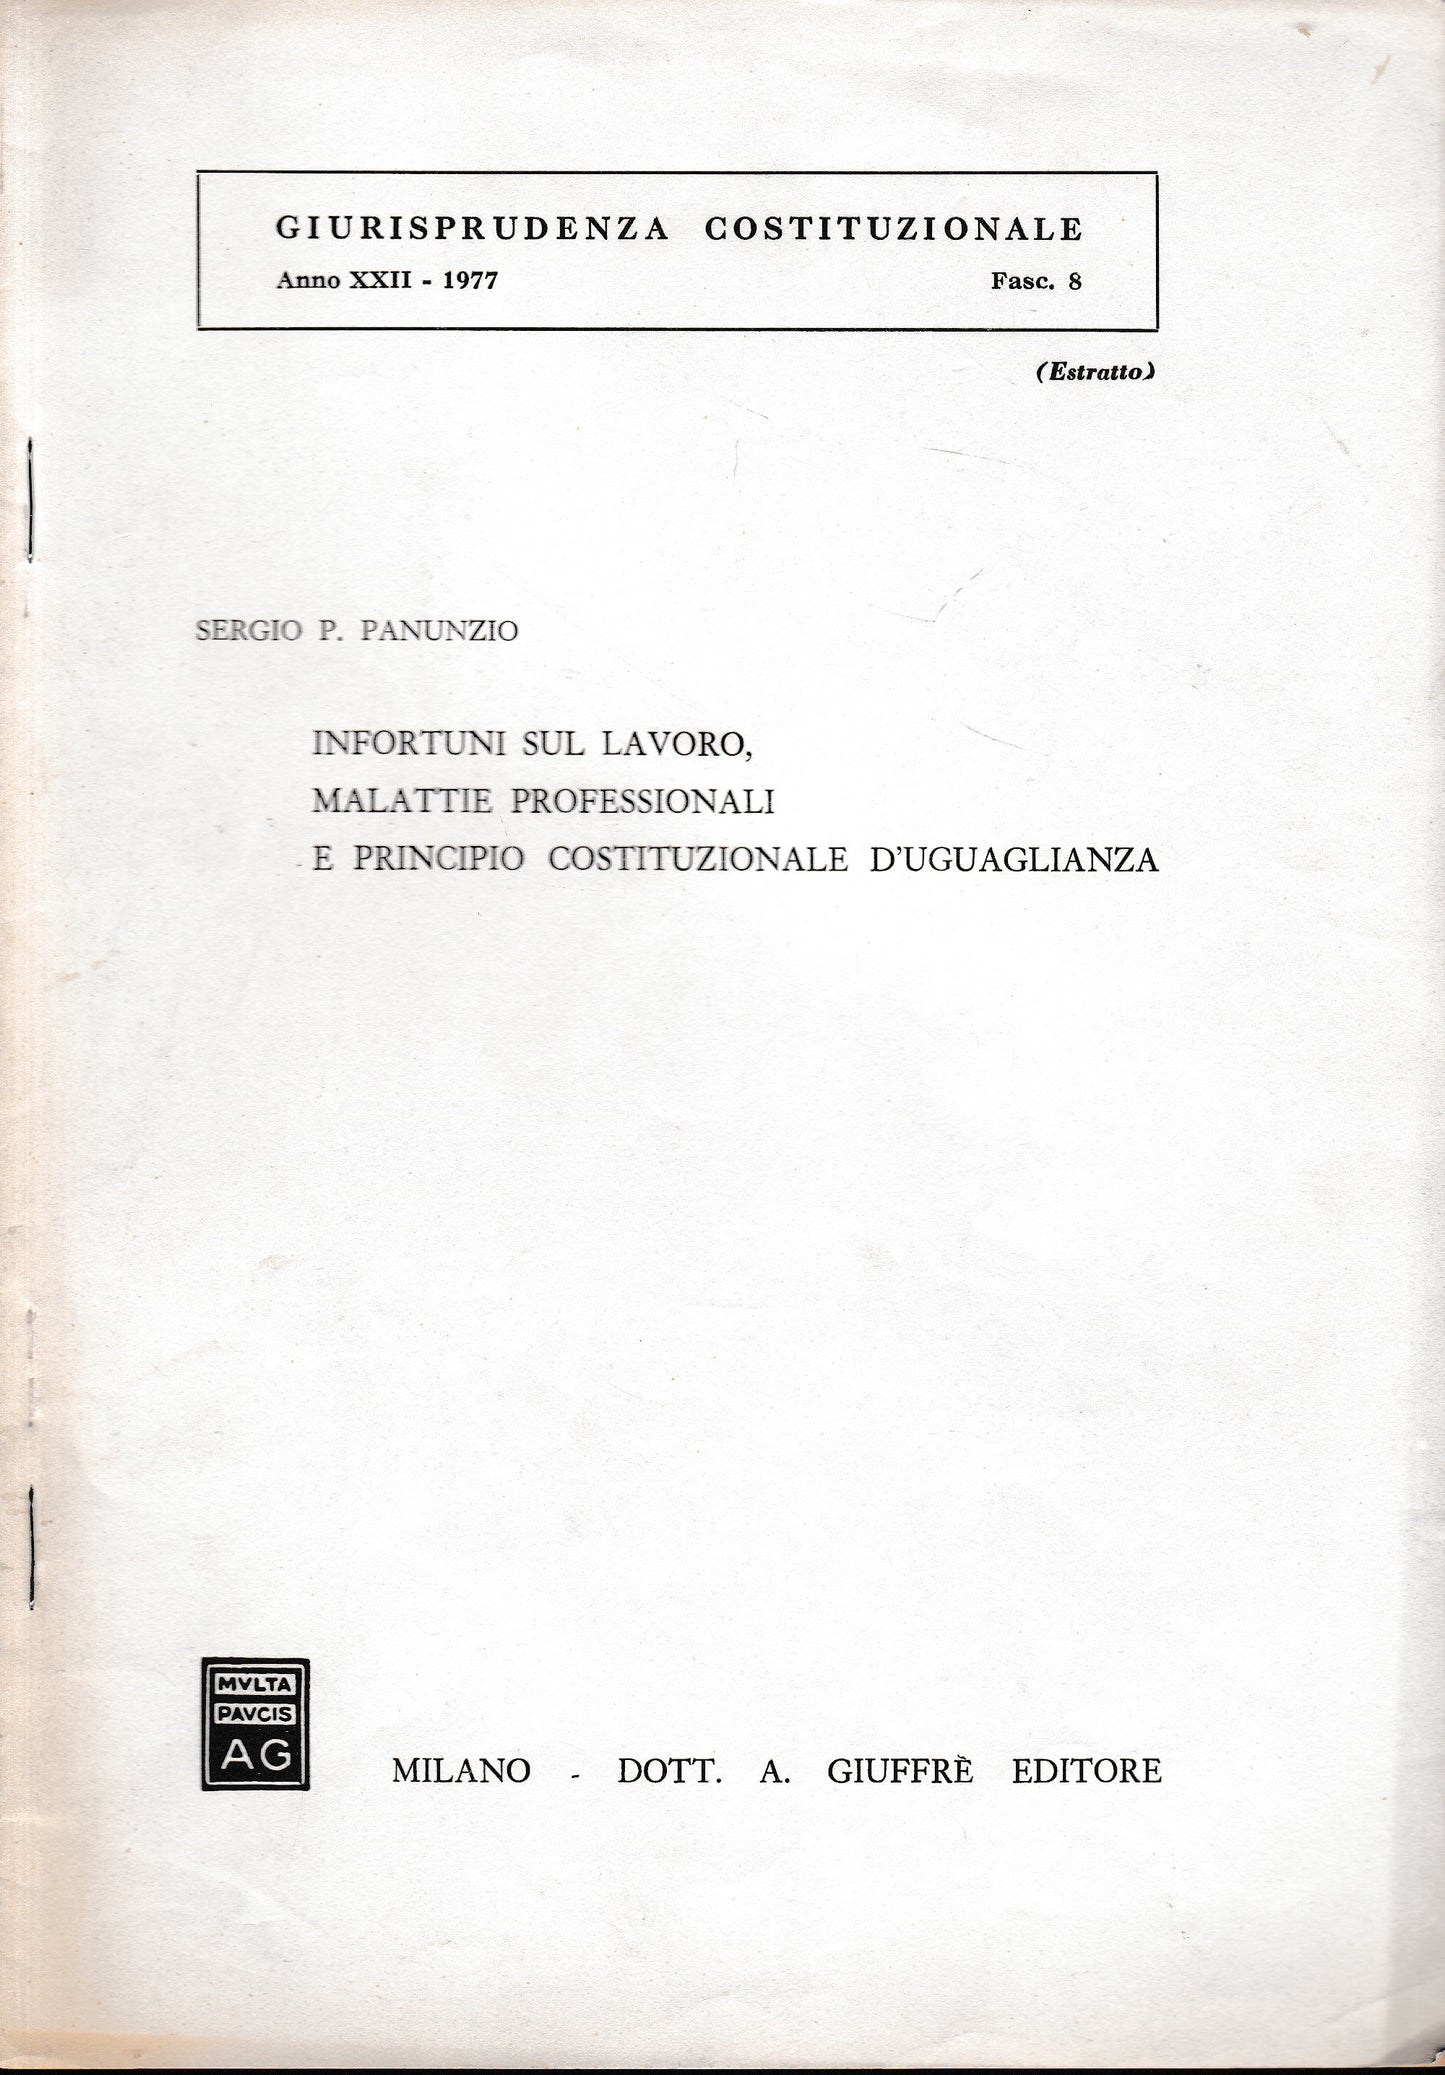 GIURISPRUDENZA COSTITUZIONALE
Anno XXII - 1977 Fasc. 8
(Estratto)
SERGIO P. PANUNZIO
INFORTUNI SUL LAVORO,
MALATTIE PROFESSIONALI
E PRINCIPIO COSTITUZIONALE D'UGUAGLIANZA
MVLTA
PAVCIS
AG
MILANO - DOTT. A. GIUFFRÈ EDITORE